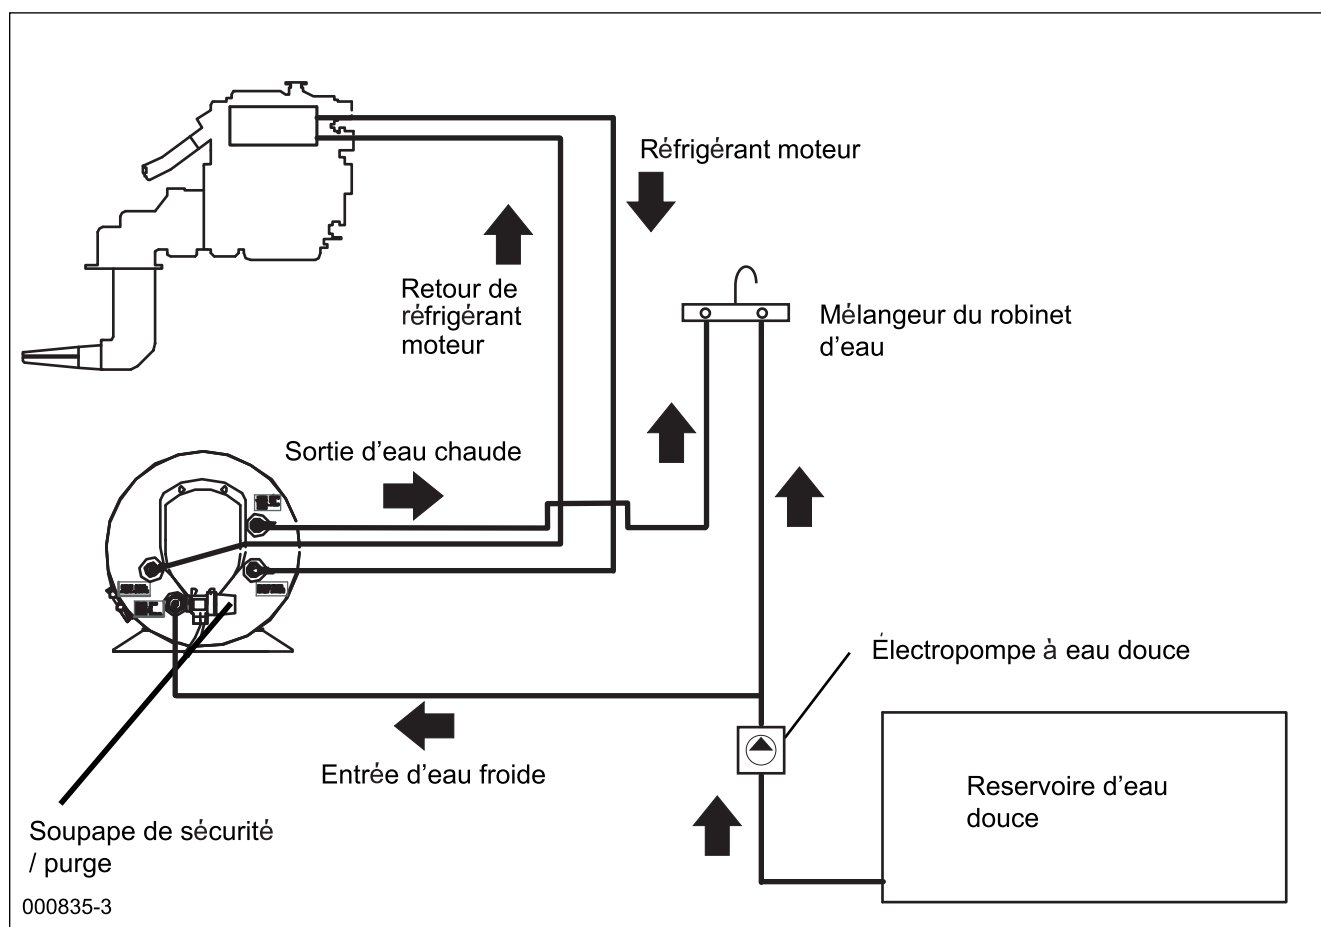 Réfrigérant moteur
Retour de
réfrigérant
moteur
Mélangeur du robinet
d'eau
Sortie d'eau chaude
Électropompe à eau douce
Entrée d'eau froide
Reservoire d'eau
douce
Soupape de sécurité
/ purge
000835-3